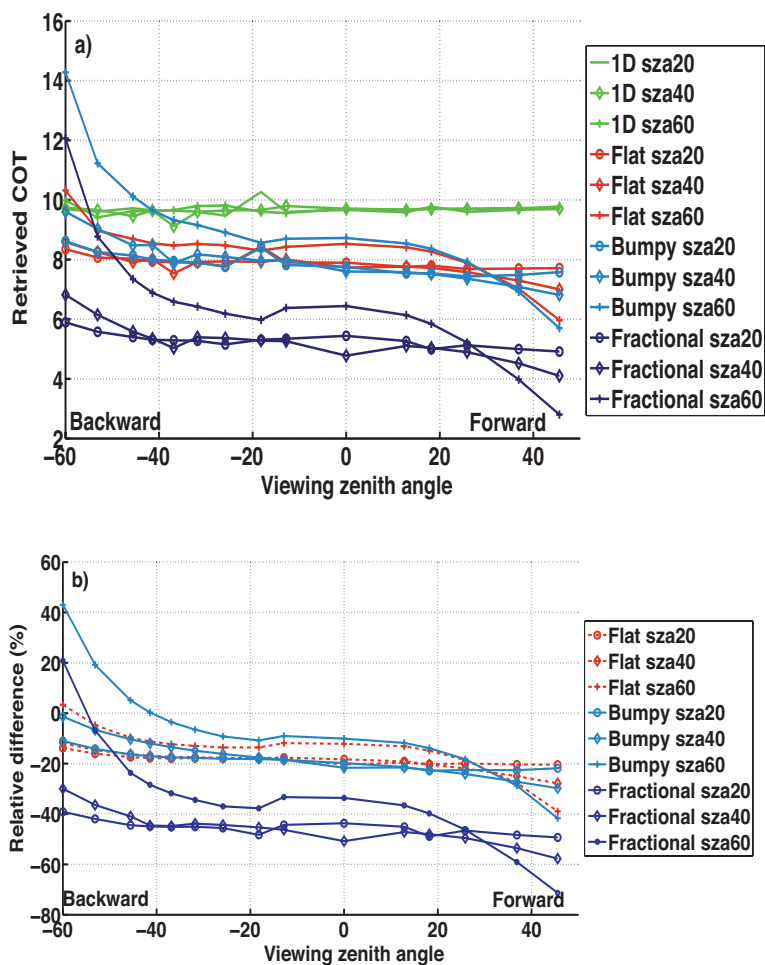 a)
16
14
12
10
8
6
4
2
Retrieved COT
Backward
Forward
−60
−40
−20
0
20
40
Viewing zenith angle
1D sza20
1D sza40
1D sza60
Flat sza20
Flat sza40
Flat sza60
Bumpy sza20
Bumpy sza40
Bumpy sza60
Fractional sza20
Fractional sza40
Fractional sza60
b)
60
40
20
0
−20
−40
−60
−80
Relative difference (%)
Backward
Forward
−60
−40
−20
0
20
40
Viewing zenith angle
Flat sza20
Flat sza40
Flat sza60
Bumpy sza20
Bumpy sza40
Bumpy sza60
Fractional sza20
Fractional sza40
Fractional sza60